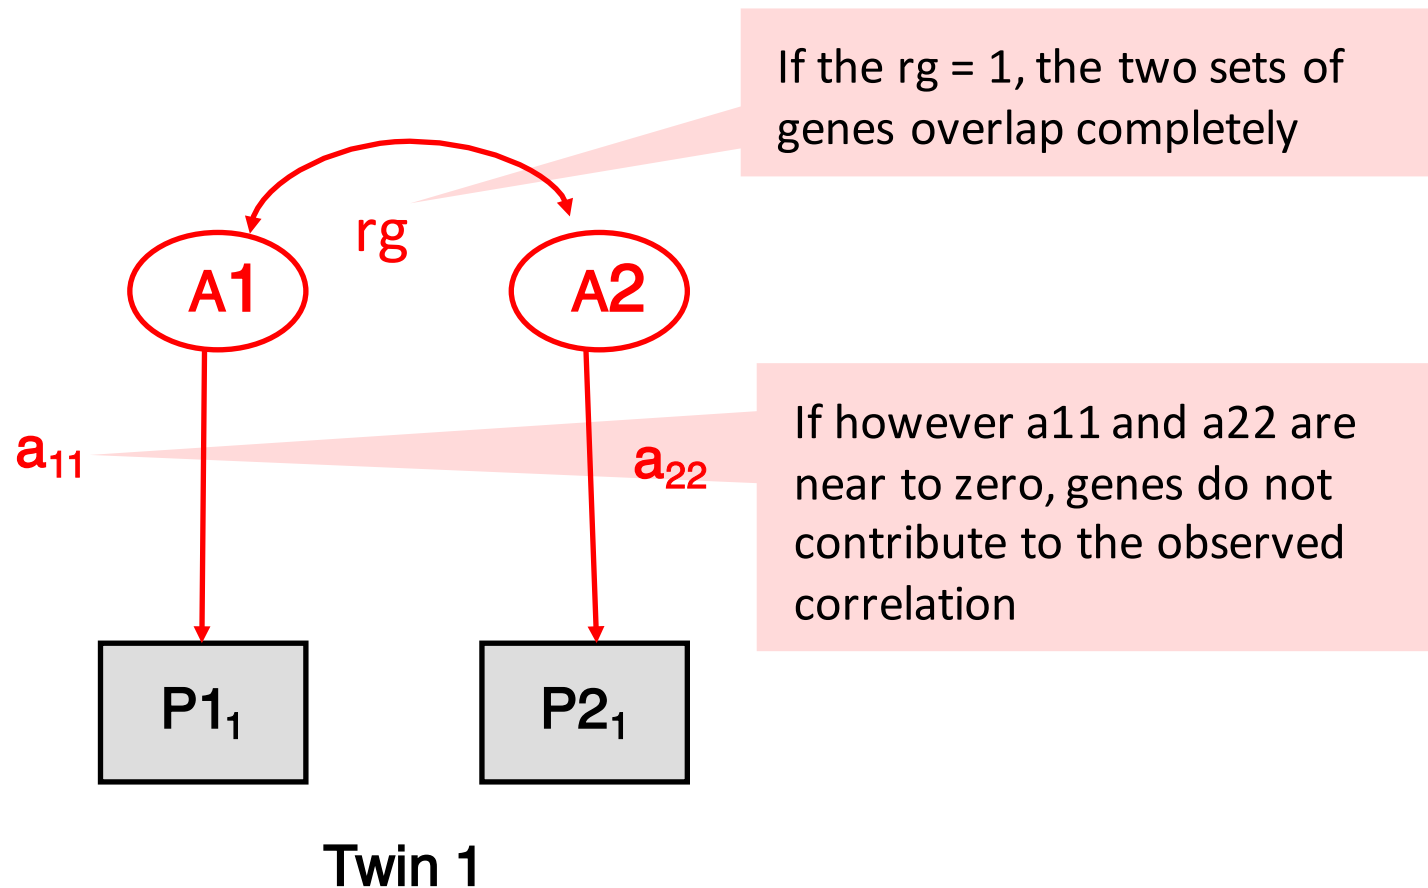 If the rg = 1, the two sets of
genes overlap completely
rg
A1
A2
If however a11 and a22 are
near to zero, genes do not
contribute to the observed
correlation
a₁₁
a₂₂
P1₁
P2₁
Twin 1